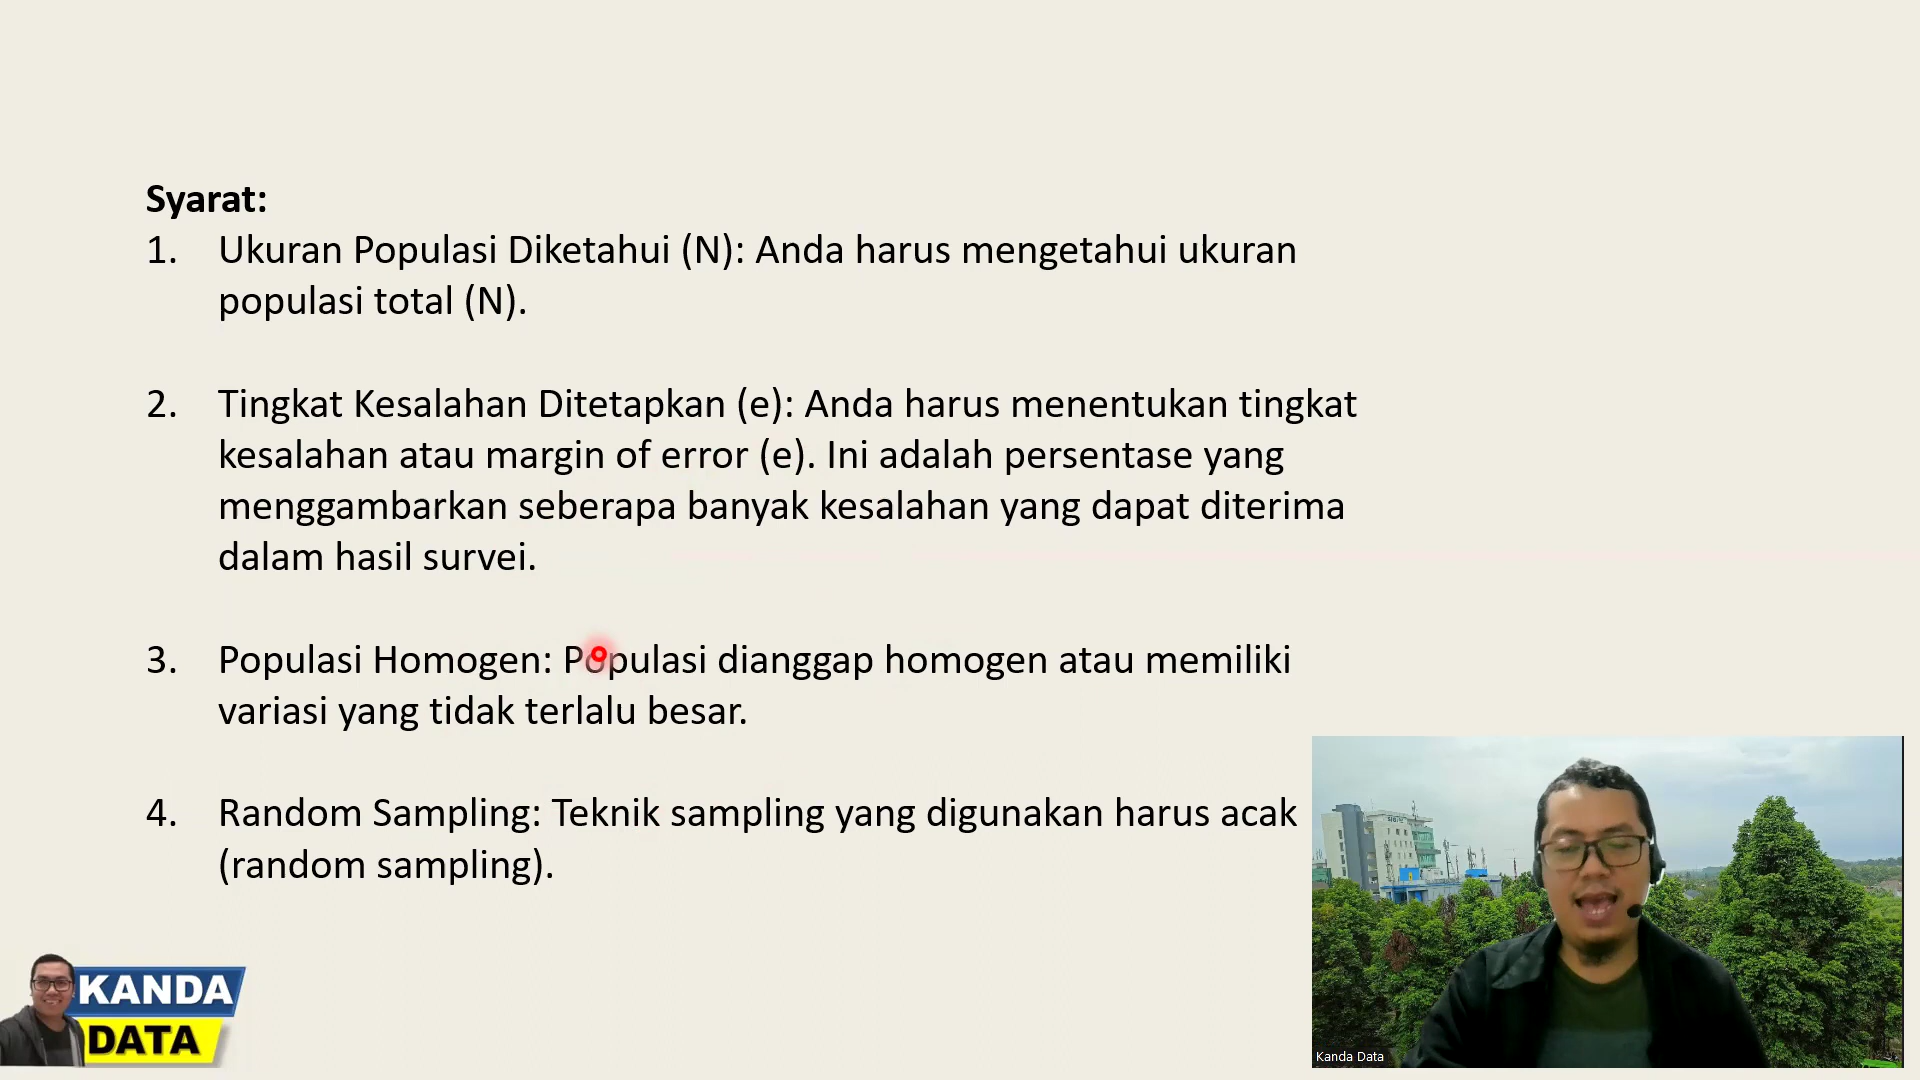 Syarat:
1. Ukuran Populasi Diketahui (N): Anda harus mengetahui ukuran
populasi total (N).
2. Tingkat Kesalahan Ditetapkan (e): Anda harus menentukan tingkat
kesalahan atau margin of error (e). Ini adalah persentase yang
menggambarkan seberapa banyak kesalahan yang dapat diterima
dalam hasil survei.
3. Populasi Homogen: Populasi dianggap homogen atau memiliki
variasi yang tidak terlalu besar.
4. Random Sampling: Teknik sampling yang digunakan harus acak
(random sampling).
KANDA
DATA
Kanda Data